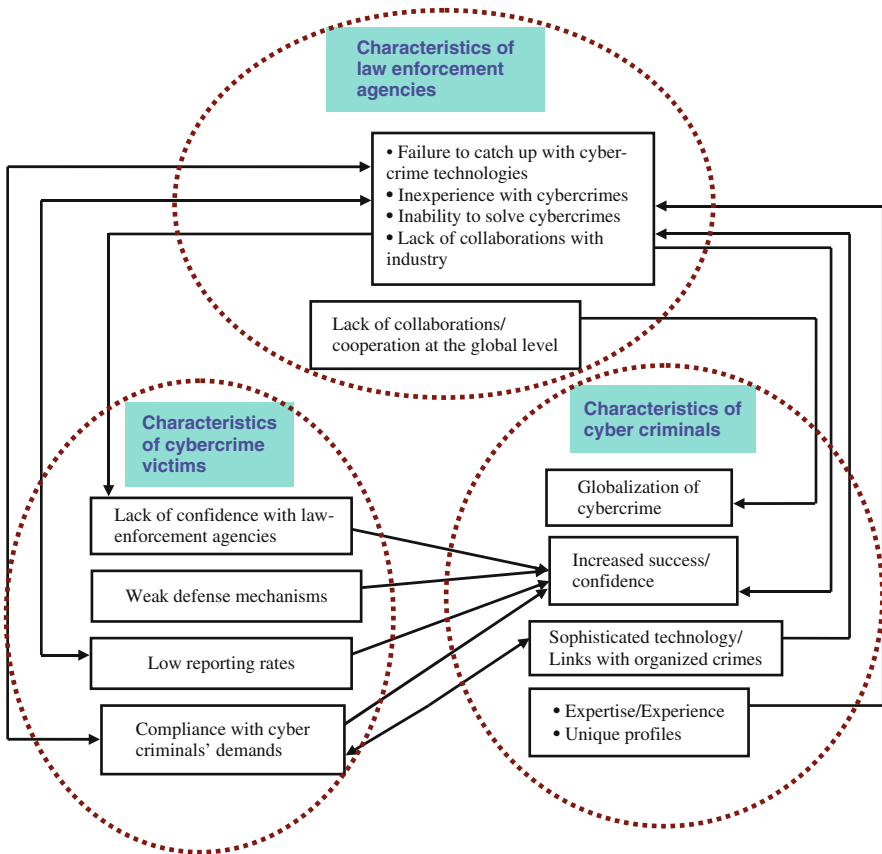 Characteristics of
law enforcement
agencies
• Failure to catch up with cyber-
crime technologies
• Inexperience with cybercrimes
• Inability to solve cybercrimes
• Lack of collaborations with
industry
Lack of collaborations/
cooperation at the global level
Characteristics
of cybercrime
victims
Lack of confidence with law-
enforcement agencies
Weak defense mechanisms
Low reporting rates
Compliance with cyber
criminals’ demands
Characteristics of
cyber criminals
Globalization of
cybercrime
Increased success/
confidence
Sophisticated technology/
Links with organized crimes
• Expertise/Experience
• Unique profiles